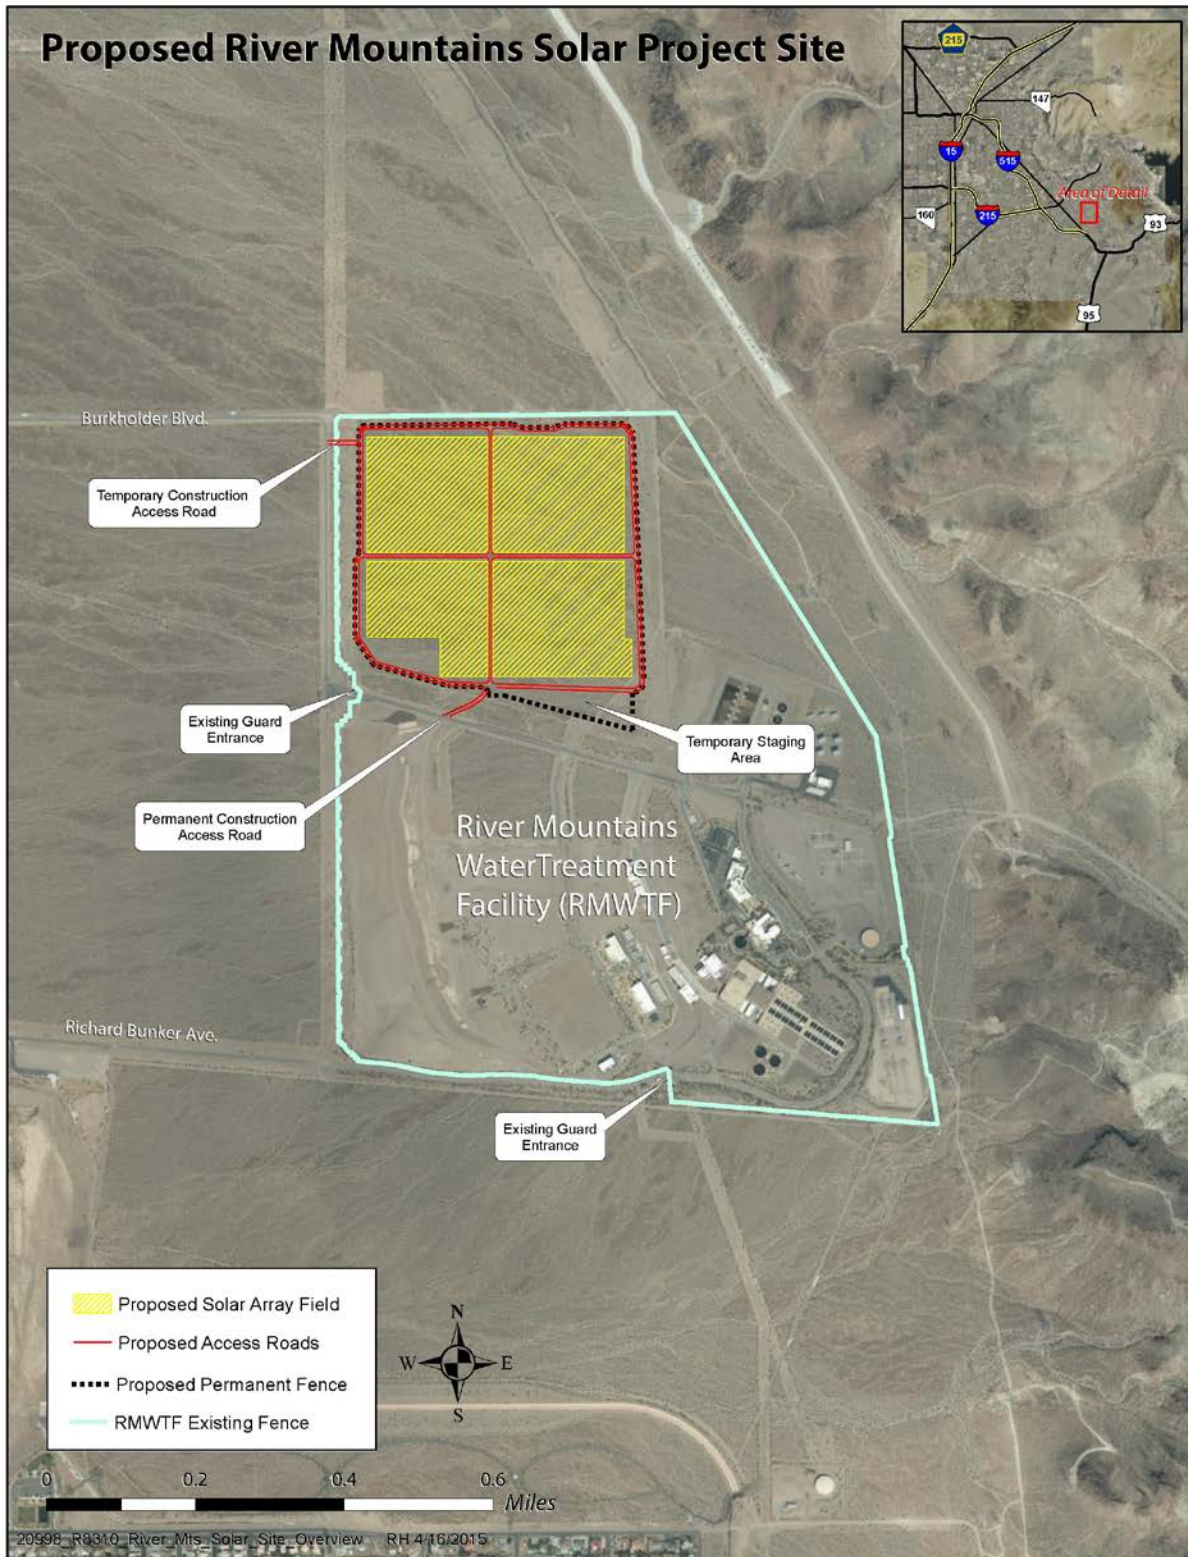 Proposed River Mountains Solar Project Site
215
147
15
515
Area of Detail
160
215
93
95
Burkholder Blvd.
Temporary Construction
Access Road
Existing Guard
Entrance
Temporary Staging
Area
Permanent Construction
Access Road
River Mountains
WaterTreatment
Facility (RMWTF)
Richard Bunker Ave.
Existing Guard
Entrance
Proposed Solar Array Field
Proposed Access Roads
Proposed Permanent Fence
RMWTF Existing Fence
N
W E
S
0 0.2 0.4 0.6
Miles
20998_R8310_River_Mts_Solar_Site_Overview RH 4/16/2015